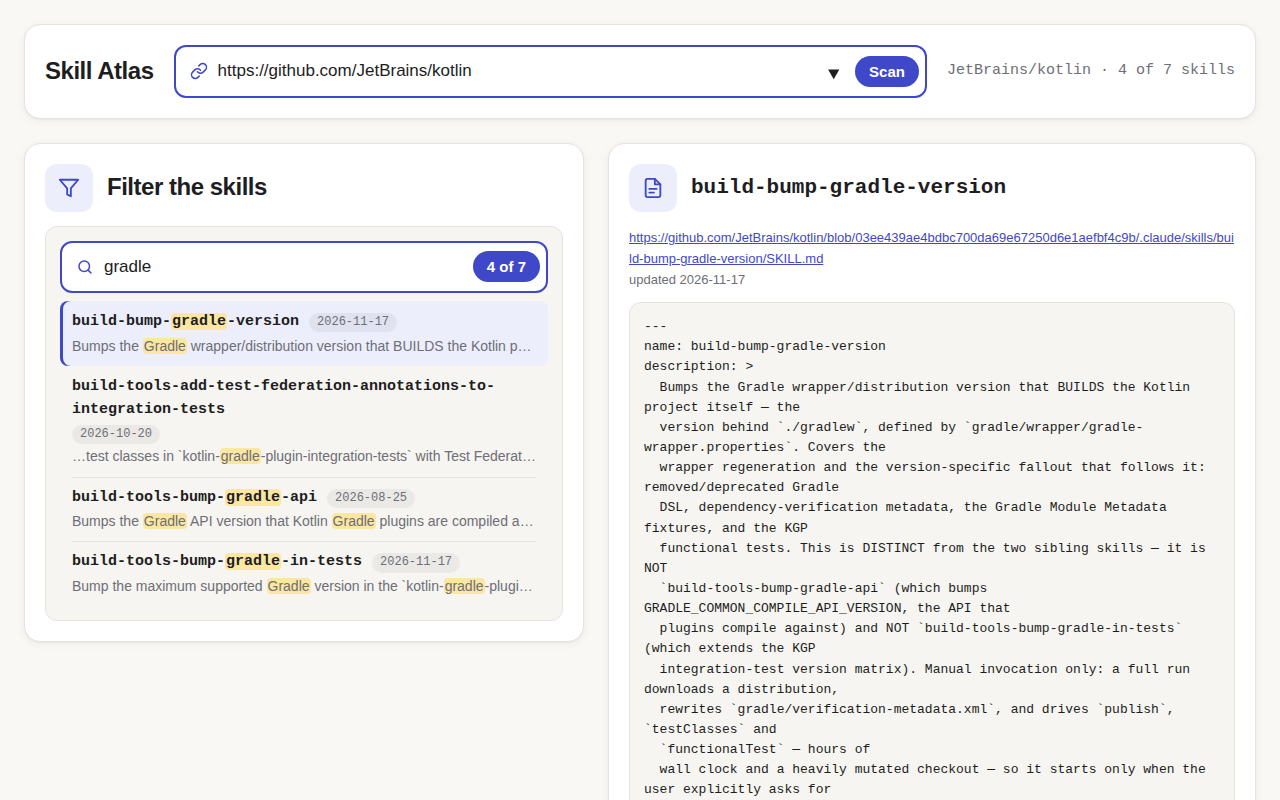 Skill Atlas
https://github.com/JetBrains/kotlin
Scan
JetBrains/kotlin · 4 of 7 skills
Filter the skills
gradle
4 of 7
build-bump-gradle-version 2026-11-17
Bumps the Gradle wrapper/distribution version that BUILDS the Kotlin p…
build-tools-add-test-federation-annotations-to-
integration-tests
2026-10-20
…test classes in `kotlin-gradle-plugin-integration-tests` with Test Federat…
build-tools-bump-gradle-api 2026-08-25
Bumps the Gradle API version that Kotlin Gradle plugins are compiled a…
build-tools-bump-gradle-in-tests 2026-11-17
Bump the maximum supported Gradle version in the `kotlin-gradle-plugi…
build-bump-gradle-version
https://github.com/JetBrains/kotlin/blob/03ee439ae4bdbc700da69e67250d6e1aefbf4c9b/.claude/skills/bui
ld-bump-gradle-version/SKILL.md
updated 2026-11-17
---
name: build-bump-gradle-version
description: >
  Bumps the Gradle wrapper/distribution version that BUILDS the Kotlin
project itself — the
  version behind `./gradlew`, defined by `gradle/wrapper/gradle-
wrapper.properties`. Covers the
  wrapper regeneration and the version-specific fallout that follows it:
removed/deprecated Gradle
  DSL, dependency-verification metadata, the Gradle Module Metadata
fixtures, and the KGP
  functional tests. This is DISTINCT from the two sibling skills — it is
NOT
  `build-tools-bump-gradle-api` (which bumps
GRADLE_COMMON_COMPILE_API_VERSION, the API that
  plugins compile against) and NOT `build-tools-bump-gradle-in-tests`
(which extends the KGP
  integration-test version matrix). Manual invocation only: a full run
downloads a distribution,
  rewrites `gradle/verification-metadata.xml`, and drives `publish`,
`testClasses` and
  `functionalTest` — hours of
  wall clock and a heavily mutated checkout — so it starts only when the
user explicitly asks for